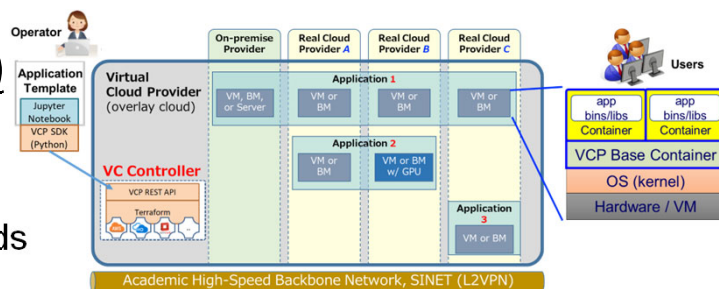 Operator
Application
Template
Jupyter
Notebook
VCP SDK
(Python)
ds
On-premise
Provider
Real Cloud
Provider A
Real Cloud
Provider B
Real Cloud
Provider C
Virtual
Cloud Provider
(overlay cloud)
Application 1
VM, BM,
or Server
VM or
BM
VM or
BM
VM or
BM
Application 2
VM or
BM
VM or BM
w/ GPU
Application
3
VM or BM
VC Controller
VCP REST API
Terraform
...
Academic High-Speed Backbone Network, SINET (L2VPN)
Users
app
bins/libs
Container
app
bins/libs
Container
VCP Base Container
OS (kernel)
Hardware / VM